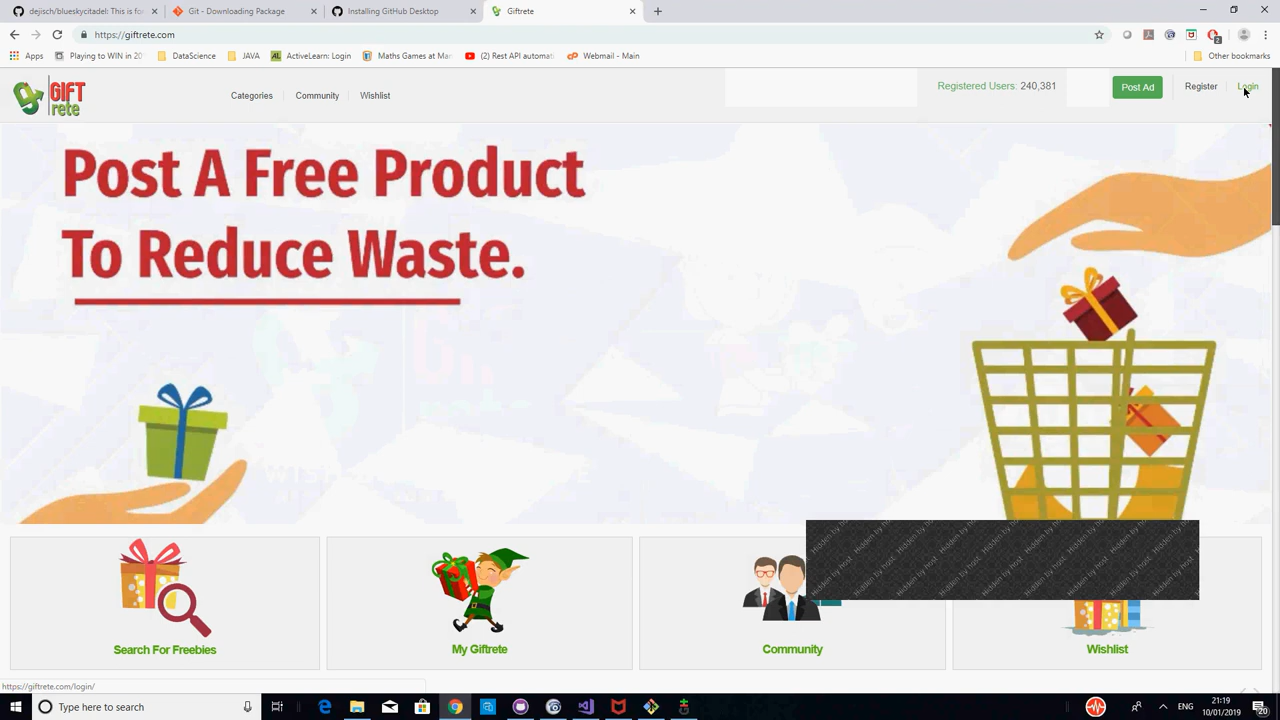 dejisch/blueskycitadel: This is fo
Git - Downloading Package
Installing GitHub Desktop
Giftrete
https://giftrete.com
Apps
Playing to WIN in 20
DataScience
JAVA
ActiveLearn: Login
Maths Games at Mar
(2) Rest API automat
Webmail - Main
Other bookmarks
GIFT
rete
Categories
Community
Wishlist
Registered Users: 240,381
Post Ad
Register
Login
Post A Free Product
To Reduce Waste.
Hidden by host
Search For Freebies
My Giftrete
Community
Wishlist
https://giftrete.com/login/
Type here to search
ENG
21:19
10/01/2019
20